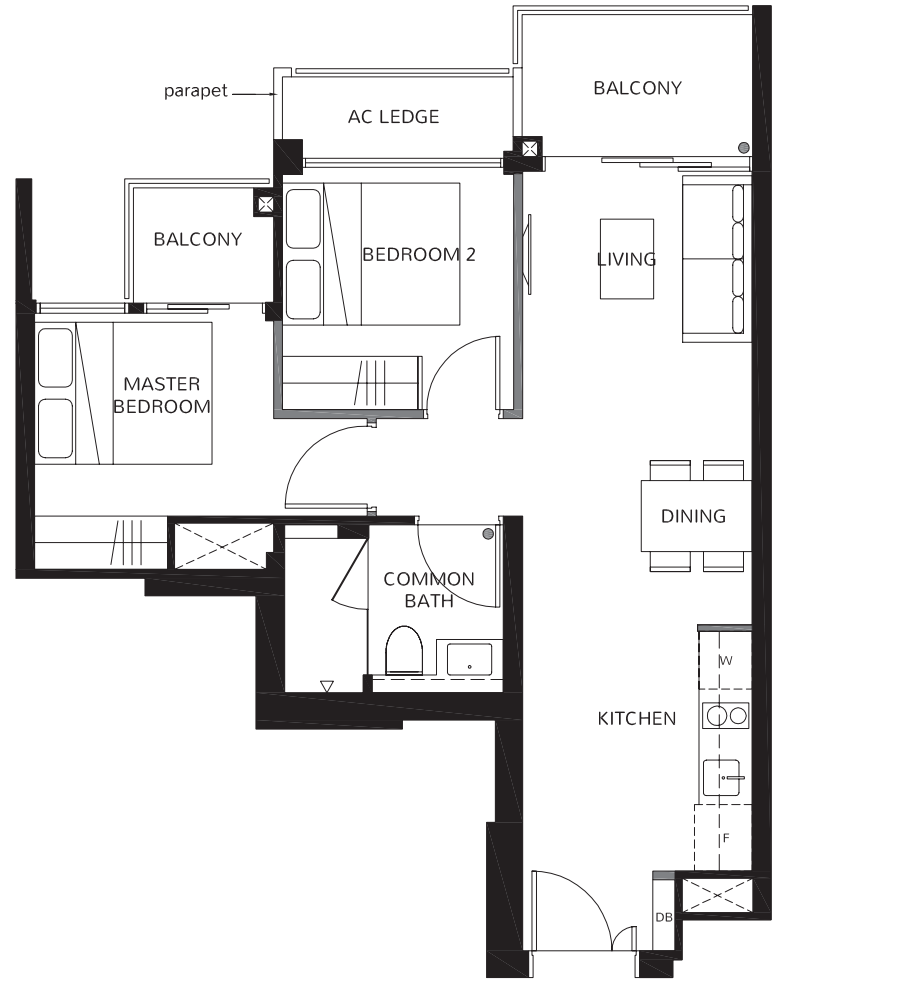 BALCONY
parapet
AC LEDGE
BALCONY
BEDROOM 2
LIVING
MASTER
BEDROOM
DINING
COMMON
BATH
W
KITCHEN
F
DB